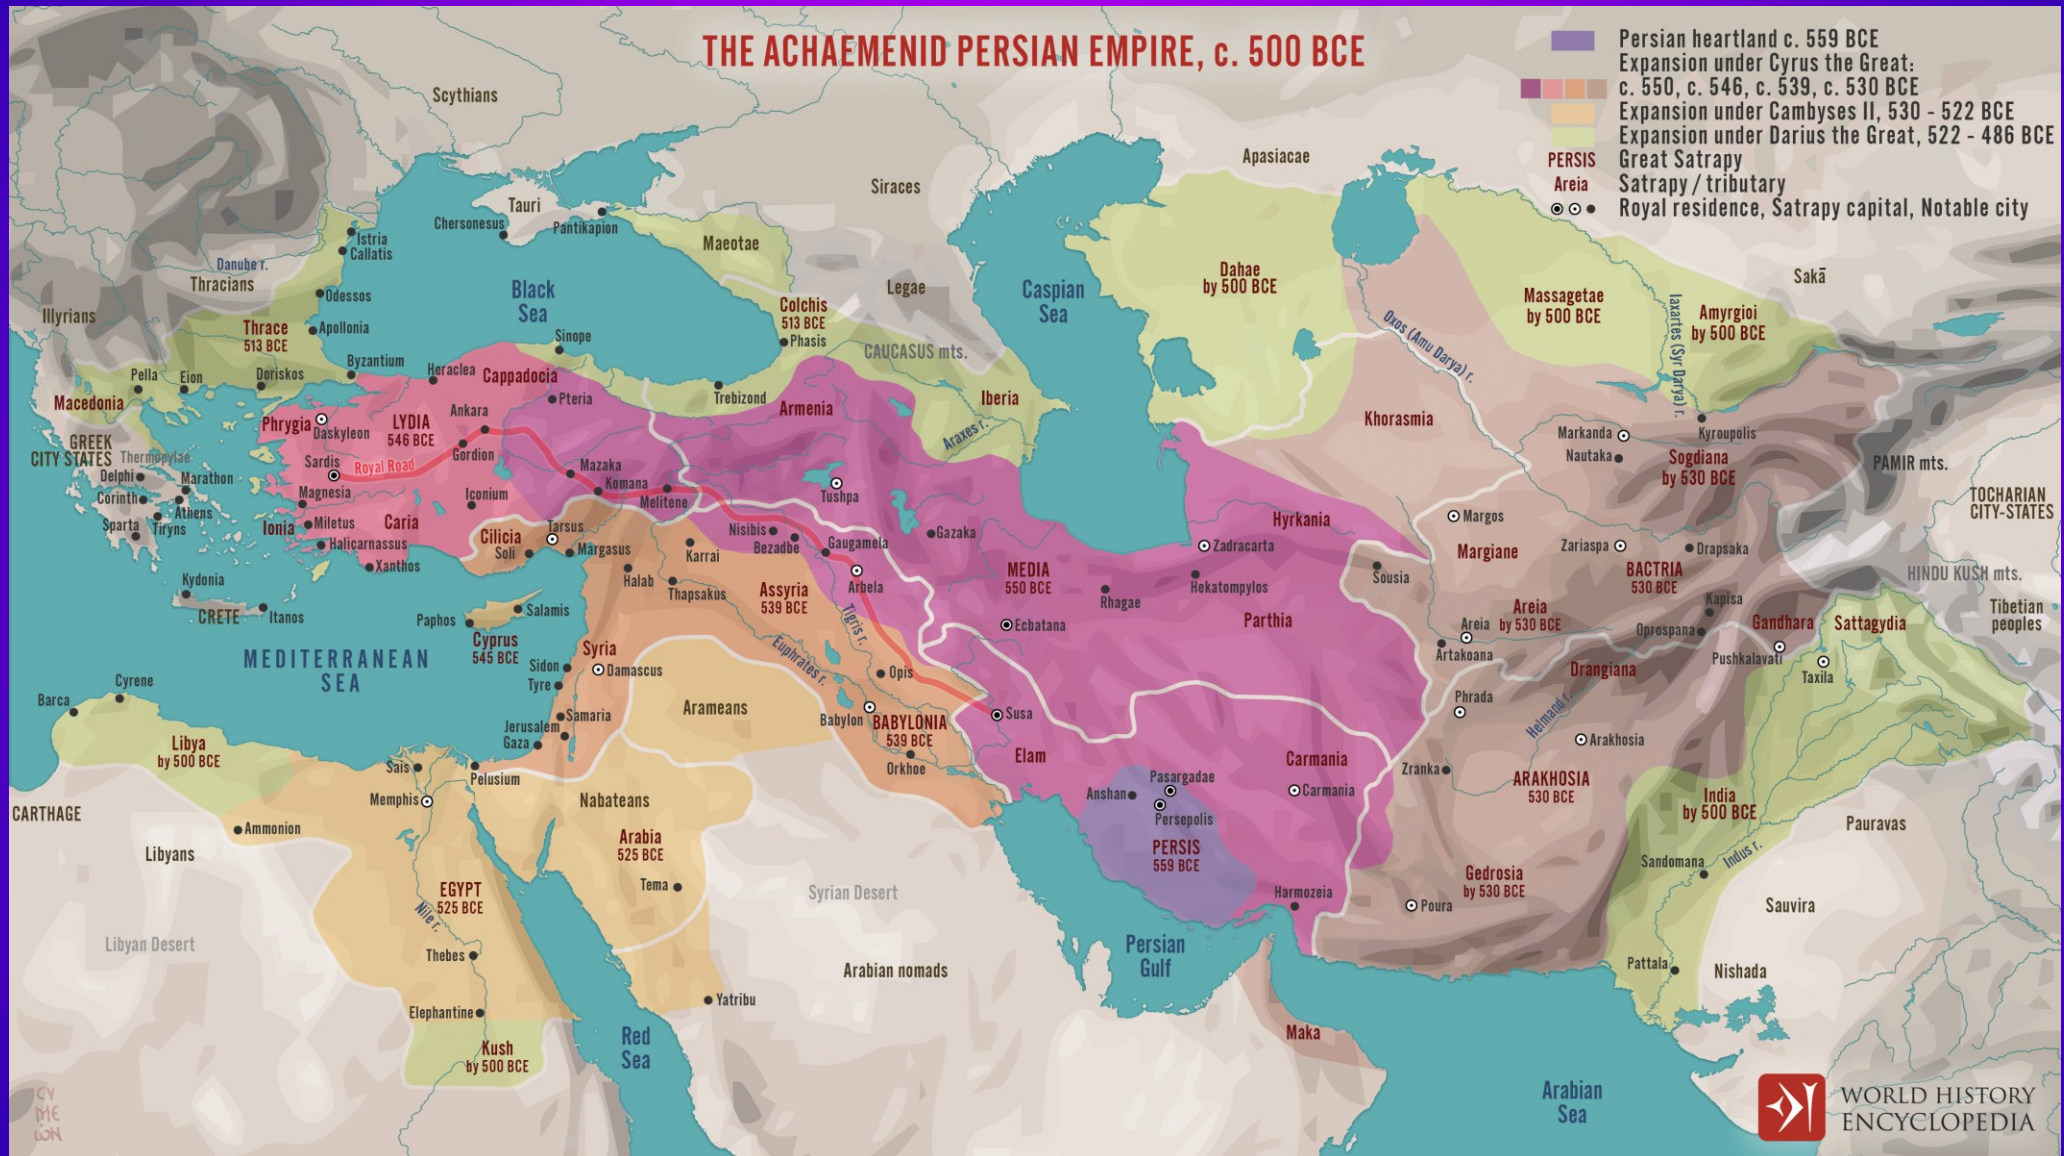 THE ACHAEMENID PERSIAN EMPIRE, c. 500 BCE
Persian heartland c. 559 BCE
Expansion under Cyrus the Great:
c. 550, c. 546, c. 539, c. 530 BCE
Expansion under Cambyses II, 530 - 522 BCE
Expansion under Darius the Great, 522 - 486 BCE
PERSIS Great Satrapy
Areia Satrapy / tributary
Royal residence, Satrapy capital, Notable city
Scythians
Siraces
Apasiacae
Tauri
Chersonesus
Pantikapion
Maeotae
Istria
Callatis
Danube r.
Thracians
Odessos
Illyrians
Apollonia
Thrace
513 BCE
Black
Sea
Colchis
513 BCE
Phasis
Legae
CAUCASUS mts.
Caspian
Sea
Dahae
by 500 BCE
Massagetae
by 500 BCE
Iaxartes (Syr Darya) r.
Amyrgioi
by 500 BCE
Sakā
Oxos (Amu Darya) r.
Sinope
Byzantium
Heraclea
Cappadocia
Pteria
Trebizond
Armenia
Iberia
Araxes r.
Pella
Eion
Doriskos
Macedonia
Phrygia
Daskyleon
LYDIA
546 BCE
Ankara
Gordion
Royal Road
Sardis
GREEK
CITY STATES
Thermopylae
Delphi
Marathon
Corinth
Athens
Sparta
Tiryns
Magnesia
Ionia
Miletus
Halicarnassus
Caria
Iconium
Xanthos
Mazaka
Komana
Melitene
Tushpa
Cilicia
Tarsus
Soli
Margasus
Nisibis
Bezadbe
Gaugamela
Gazaka
Karrai
Halab
Thapsakus
Assyria
539 BCE
Arbela
Tigris r.
Euphrates r.
MEDIA
550 BCE
Ecbatana
Rhagae
Zadracarta
Hekatompylos
Hyrkania
Parthia
Khorasmia
Markanda
Nautaka
Kyroupolis
Sogdiana
by 530 BCE
PAMIR mts.
TOCHARIAN
CITY-STATES
Margos
Margiane
Zariaspa
Drapsaka
BACTRIA
530 BCE
Sousia
HINDU KUSH mts.
Tibetian
peoples
Areia
by 530 BCE
Areia
Artakoana
Kapisa
Oprospana
Gandhara
Pushkalavati
Sattagydia
Taxila
Drangiana
Phrada
Helmand r.
Arakhosia
Zranka
ARAKHOSIA
530 BCE
Kydonia
CRETE
Itanos
Paphos
Salamis
Cyprus
545 BCE
Syria
Sidon
Damascus
Tyre
Samaria
Jerusalem
Gaza
MEDITERRANEAN
SEA
Cyrene
Barca
Libya
by 500 BCE
CARTHAGE
Libyans
Ammonion
Sais
Pelusium
Memphis
Arameans
Nabateans
Arabia
525 BCE
Tema
Yatribu
Opis
Babylon
BABYLONIA
539 BCE
Orkhoe
Susa
Elam
Pasargadae
Anshan
Persepolis
PERSIS
559 BCE
Carmania
Carmania
Harmozeia
Gedrosia
by 530 BCE
Poura
India
by 500 BCE
Sandomana
Indus r.
Pauravas
Sauvira
Pattala
Nishada
EGYPT
525 BCE
Nile r.
Thebes
Elephantine
Kush
by 500 BCE
Libyan Desert
Syrian Desert
Arabian nomads
Red
Sea
Persian
Gulf
Maka
Arabian
Sea
CY
ME
ŌN
WORLD HISTORY
ENCYCLOPEDIA